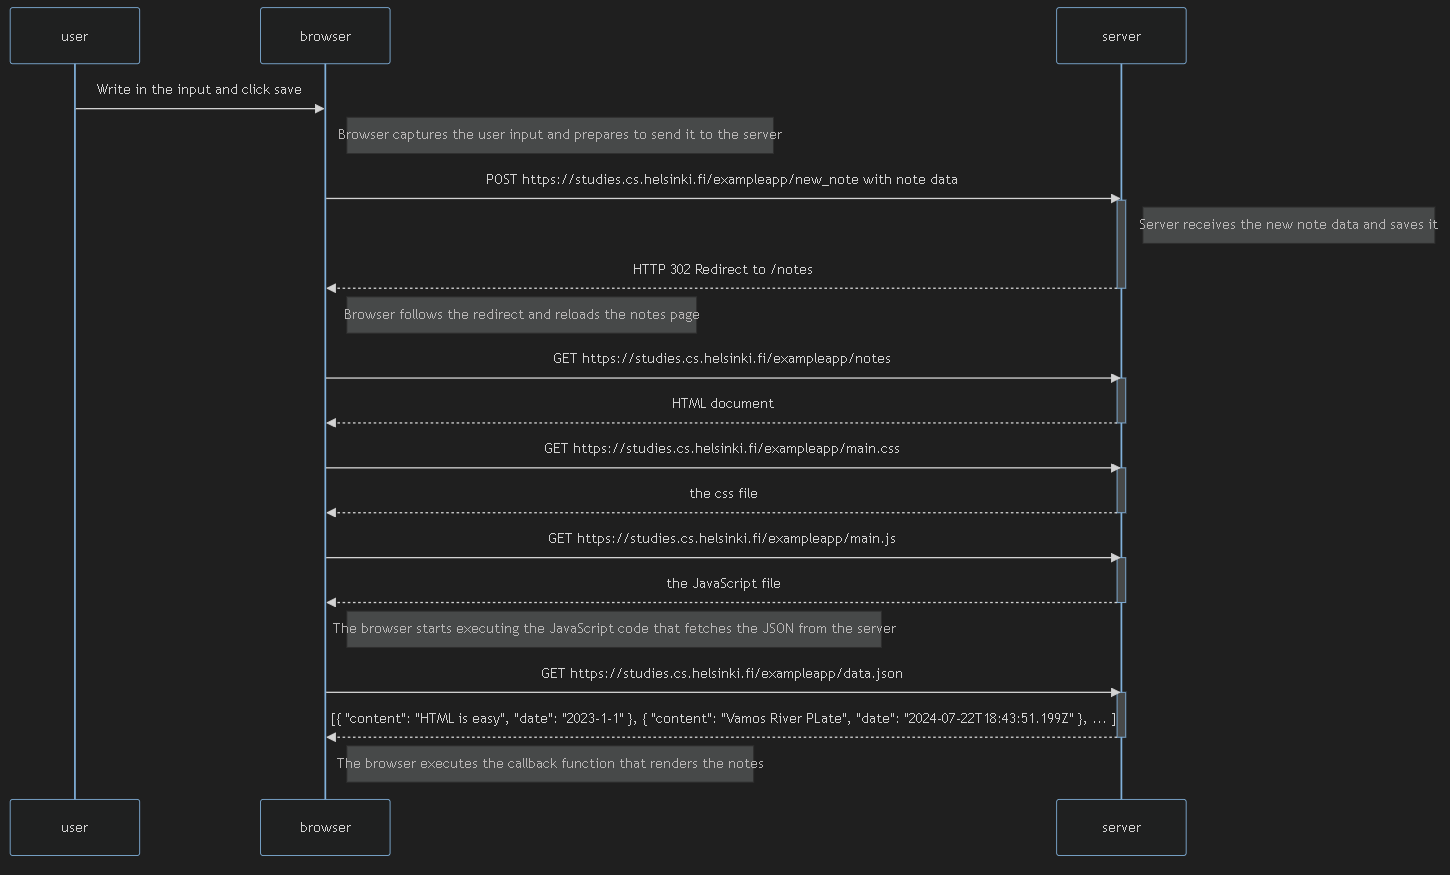 user
browser
server
Write in the input and click save
Browser captures the user input and prepares to send it to the server
POST https://studies.cs.helsinki.fi/exampleapp/new_note with note data
Server receives the new note data and saves it
HTTP 302 Redirect to /notes
Browser follows the redirect and reloads the notes page
GET https://studies.cs.helsinki.fi/exampleapp/notes
HTML document
GET https://studies.cs.helsinki.fi/exampleapp/main.css
the css file
GET https://studies.cs.helsinki.fi/exampleapp/main.js
the JavaScript file
The browser starts executing the JavaScript code that fetches the JSON from the server
GET https://studies.cs.helsinki.fi/exampleapp/data.json
[{ "content": "HTML is easy", "date": "2023-1-1" }, { "content": "Vamos River PLate", "date": "2024-07-22T18:43:51.199Z" }, ... ]
The browser executes the callback function that renders the notes
user
browser
server